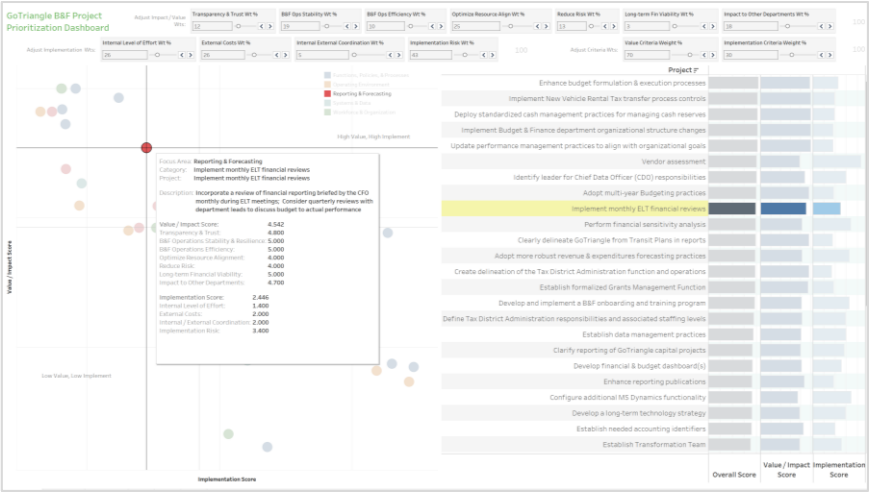 GoTriangle B&F Project
Prioritization Dashboard
Adjust Impact/Value
Wts:
Transparency & Trust Wt %
12
B&F Ops Stability Wt %
19
B&F Ops Efficiency Wt %
10
Optimize Resource Align Wt %
25
Reduce Risk Wt %
13
Long-term Fin Viability Wt %
Impact to Other Departments Wt %
100
Adjust Implementation Wts:
Internal Level of Effort Wt %
External Costs Wt %
Internal External Coordination Wt %
Implementation Risk Wt %
100
Adjust Criteria Wts:
Value Criteria Weight %
70
Implementation Criteria Weight %
30
100
Reporting & Forecasting
High Value, High Implement
Focus Area: Reporting & Forecasting
Category: Implement monthly ELT financial reviews
Project: Implement monthly ELT financial reviews
Description: Incorporate a review of financial reporting briefed by the CFO
monthly during ELT meetings; Consider quarterly reviews with
department leads to discuss budget to actual performance
Value / Impact Score: 4.542
Transparency & Trust: 4.800
B&F Operations Stability & Resilience: 5.000
B&F Operations Efficiency: 5.000
Optimize Resource Alignment: 4.000
Reduce Risk: 4.000
Long-term Financial Viability: 5.000
Impact to Other Departments: 4.700
Implementation Score: 2.446
Internal Level of Effort: 1.400
External Costs: 2.000
Internal / External Coordination: 2.000
Implementation Risk: 3.400
Low Value, Low Implement
Value / Impact Score
Implementation Score
Project
Enhance budget formulation & execution processes
Implement New Vehicle Rental Tax transfer process controls
Deploy standardized cash management practices for managing cash reserves
Implement Budget & Finance department organizational structure changes
Update performance management practices to align with organizational goals
Vendor assessment
Identify leader for Chief Data Officer (CDO) responsibilities
Adopt multi-year Budgeting practices
Implement monthly ELT financial reviews
Perform financial sensitivity analysis
Clearly delineate GoTriangle from Transit Plans in reports
Adopt more robust revenue & expenditures forecasting practices
Create delineation of the Tax District Administration function and operations
Establish formalized Grants Management Function
Develop and implement a B&F onboarding and training program
Define Tax District Administration responsibilities and associated staffing levels
Establish data management practices
Clarify reporting of GoTriangle capital projects
Develop financial & budget dashboard(s)
Enhance reporting publications
Configure additional MS Dynamics functionality
Develop a long-term technology strategy
Establish needed accounting identifiers
Establish Transformation Team
Overall Score
Value / Impact
Score
Implementation
Score